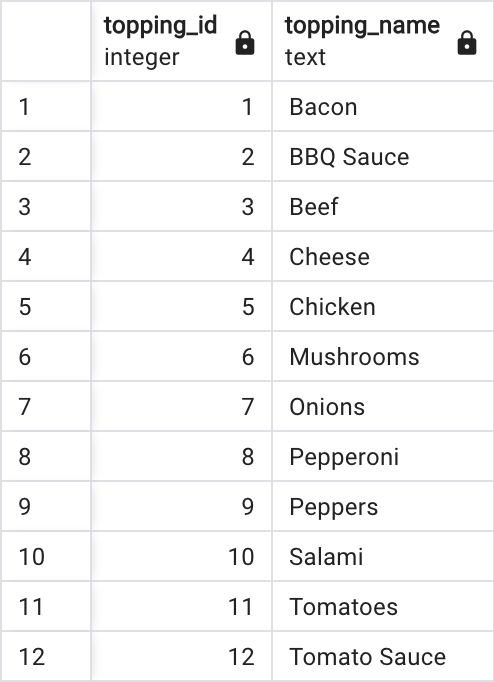 topping_id topping_name
integer text
1 1 Bacon
2 2 BBQ Sauce
3 3 Beef
4 4 Cheese
5 5 Chicken
6 6 Mushrooms
7 7 Onions
8 8 Pepperoni
9 9 Peppers
10 10 Salami
11 11 Tomatoes
12 12 Tomato Sauce